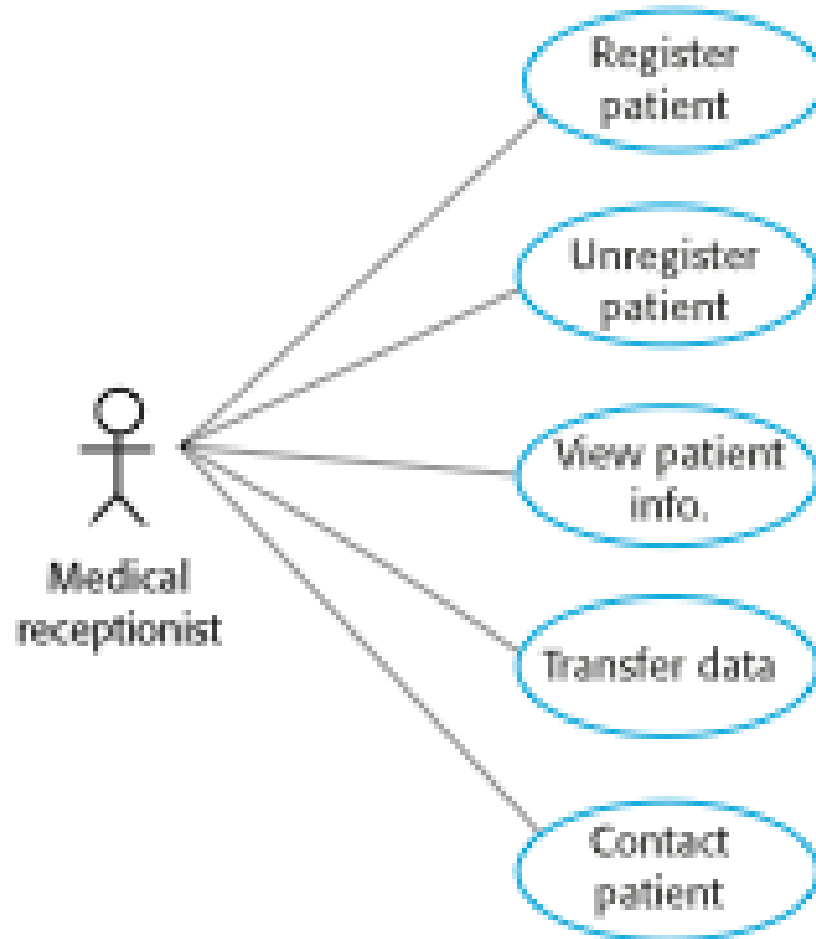 Register
patient
Unregister
patient
View patient
info.
Medical
receptionist
Transfer data
Contact
patient